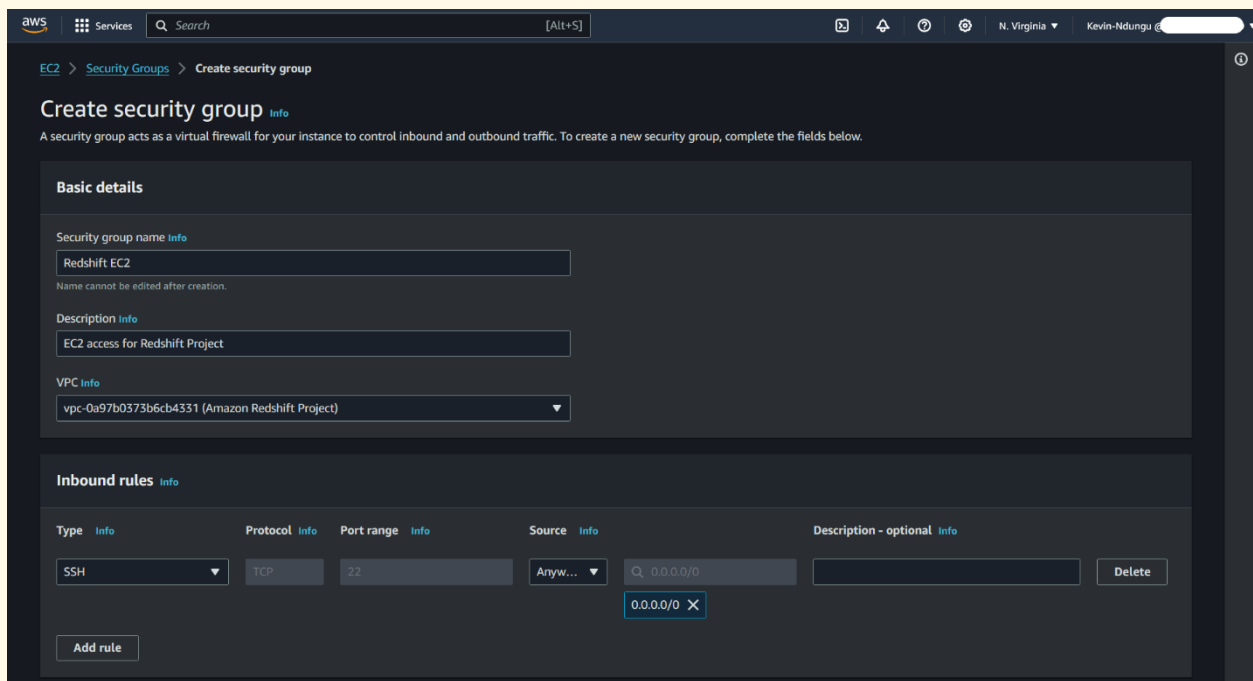 aws Services Search [Alt+S] N. Virginia ▼ Kevin-Ndungu @
EC2 > Security Groups > Create security group
Create security group Info
A security group acts as a virtual firewall for your instance to control inbound and outbound traffic. To create a new security group, complete the fields below.
Basic details
Security group name Info
Redshift EC2
Name cannot be edited after creation.
Description Info
EC2 access for Redshift Project
VPC Info
vpc-0a97b0373b6cb4331 (Amazon Redshift Project)
Inbound rules Info
Type Info Protocol Info Port range Info Source Info Description - optional Info
SSH TCP 22 Anyw... 0.0.0.0/0 Delete
0.0.0.0/0 ✕
Add rule